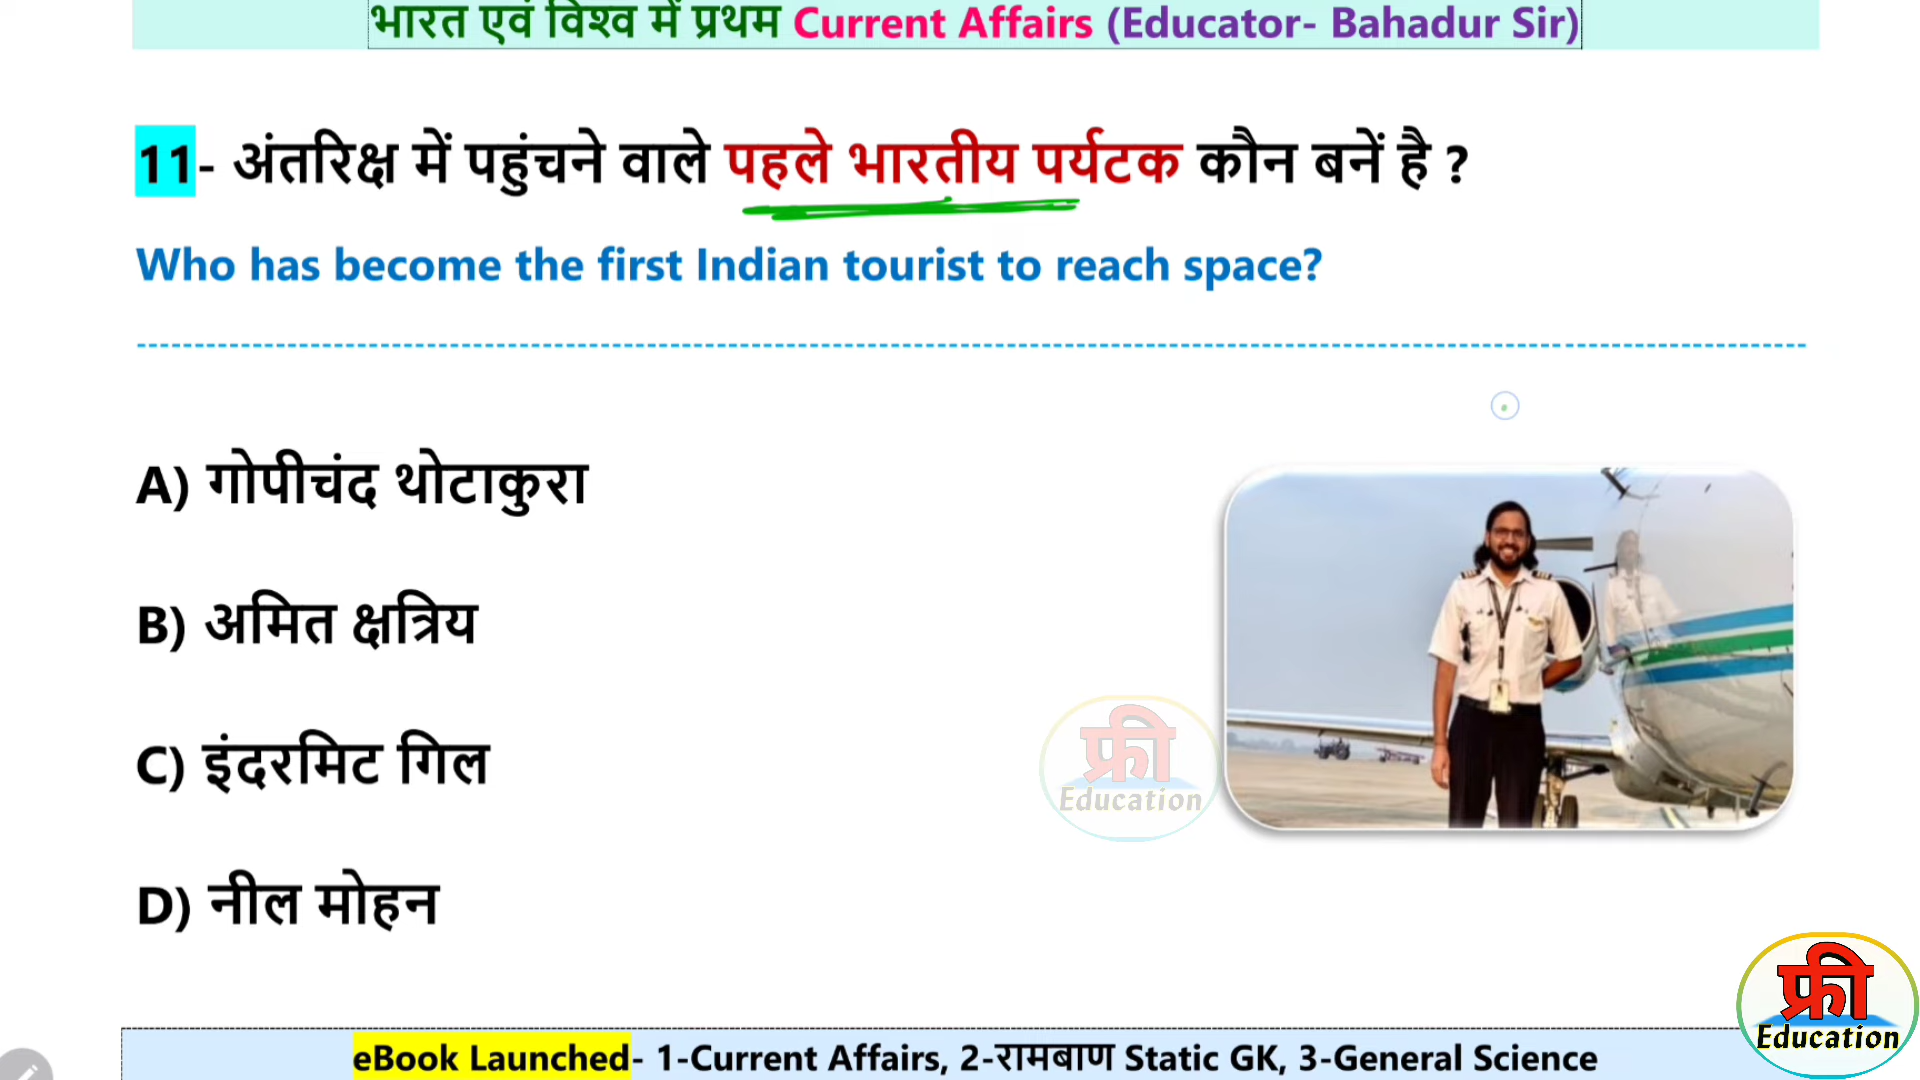 भारत एवं विश्व में प्रथम Current Affairs (Educator- Bahadur Sir)
11- अंतरिक्ष में पहुंचने वाले पहले भारतीय पर्यटक कौन बनें है ?
Who has become the first Indian tourist to reach space?
A) गोपीचंद थोटाकुरा
B) अमित क्षत्रिय
C) इंदरमिट गिल
D) नील मोहन
फ्री
Education
फ्री
Education
eBook Launched- 1-Current Affairs, 2-रामबाण Static GK, 3-General Science